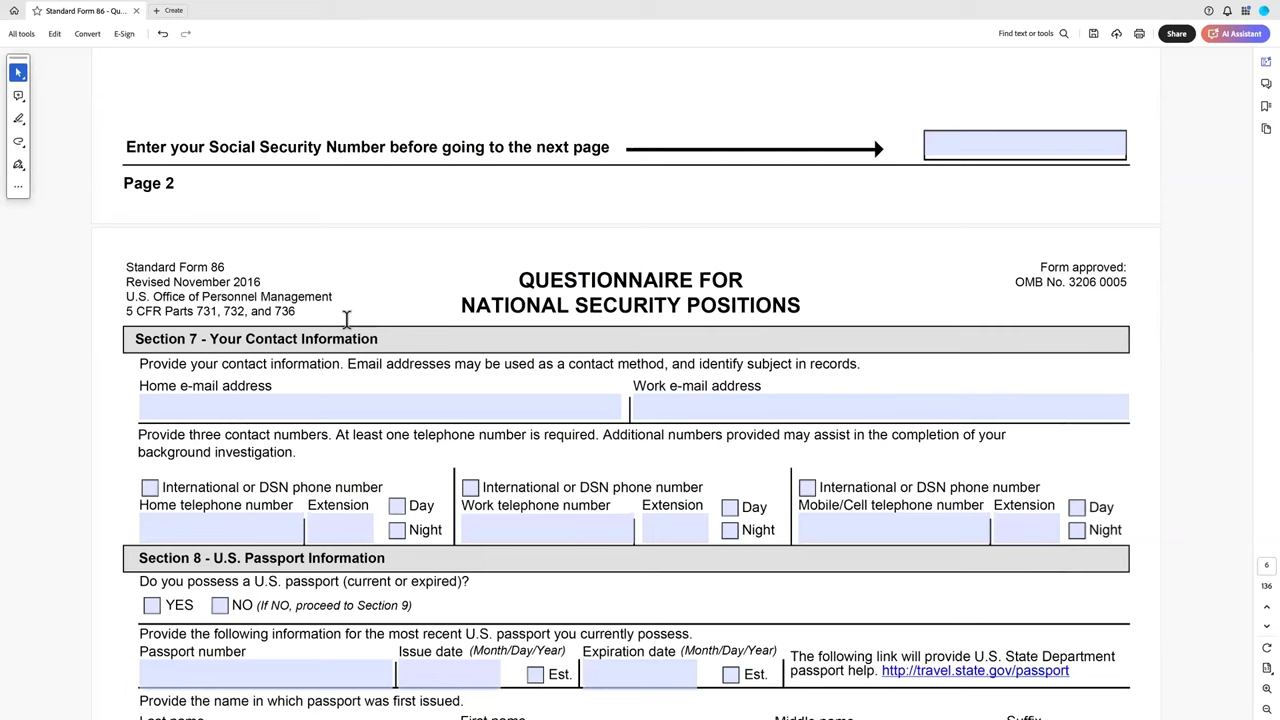 Standard Form 86 - Qu...
Create
All tools
Edit
Convert
E-Sign
Find text or tools
Share
AI Assistant
Enter your Social Security Number before going to the next page
Page 2
Standard Form 86
Revised November 2016
U.S. Office of Personnel Management
5 CFR Parts 731, 732, and 736
QUESTIONNAIRE FOR
NATIONAL SECURITY POSITIONS
Form approved:
OMB No. 3206 0005
Section 7 - Your Contact Information
Provide your contact information. Email addresses may be used as a contact method, and identify subject in records.
Home e-mail address
Work e-mail address
Provide three contact numbers. At least one telephone number is required. Additional numbers provided may assist in the completion of your
background investigation.
International or DSN phone number
Home telephone number
Extension
Day
Night
International or DSN phone number
Work telephone number
Extension
Day
Night
International or DSN phone number
Mobile/Cell telephone number
Extension
Day
Night
Section 8 - U.S. Passport Information
Do you possess a U.S. passport (current or expired)?
YES
NO (If NO, proceed to Section 9)
Provide the following information for the most recent U.S. passport you currently possess.
Passport number
Issue date (Month/Day/Year)
Est.
Expiration date (Month/Day/Year)
Est.
The following link will provide U.S. State Department
passport help. http://travel.state.gov/passport
Provide the name in which passport was first issued.
Last name
First name
Middle name
Suffix
6
136